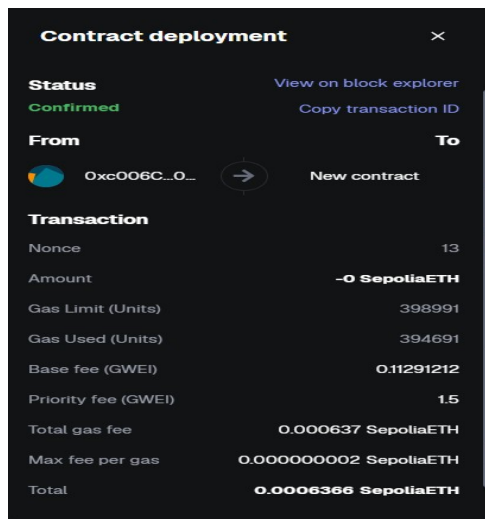 Contract deployment ×
Status View on block explorer
Confirmed Copy transaction ID
From To
0xc006C...0... → New contract
Transaction
Nonce 13
Amount -0 SepoliaETH
Gas Limit (Units) 398991
Gas Used (Units) 394691
Base fee (GWEI) 0.11291212
Priority fee (GWEI) 1.5
Total gas fee 0.000637 SepoliaETH
Max fee per gas 0.000000002 SepoliaETH
Total 0.0006366 SepoliaETH